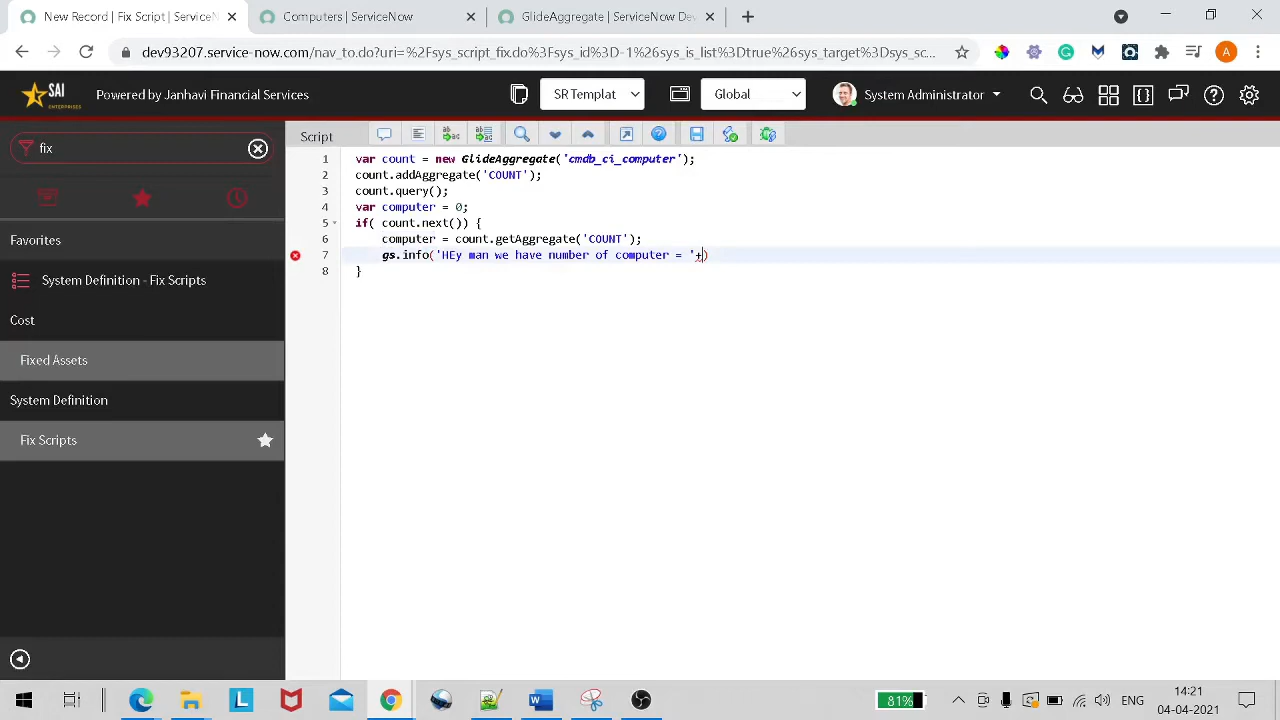 New Record | Fix Script | ServiceN
Computers | ServiceNow
GlideAggregate | ServiceNow Dev
dev93207.service-now.com/nav_to.do?uri=%2Fsys_script_fix.do%3Fsys_id%3D-1%26sys_is_list%3Dtrue%26sys_target%3Dsys_sc...
A
SAI
ENTERPRISES
Powered by Janhavi Financial Services
SR Templat
Global
System Administrator
fix
Favorites
System Definition - Fix Scripts
Cost
Fixed Assets
System Definition
Fix Scripts
Script
1 var count = new GlideAggregate('cmdb_ci_computer');
2 count.addAggregate('COUNT');
3 count.query();
4 var computer = 0;
5 if( count.next()) {
6 computer = count.getAggregate('COUNT');
7 gs.info('HEy man we have number of computer = '+)
8 }
81%
ENG
14:21
04-04-2021